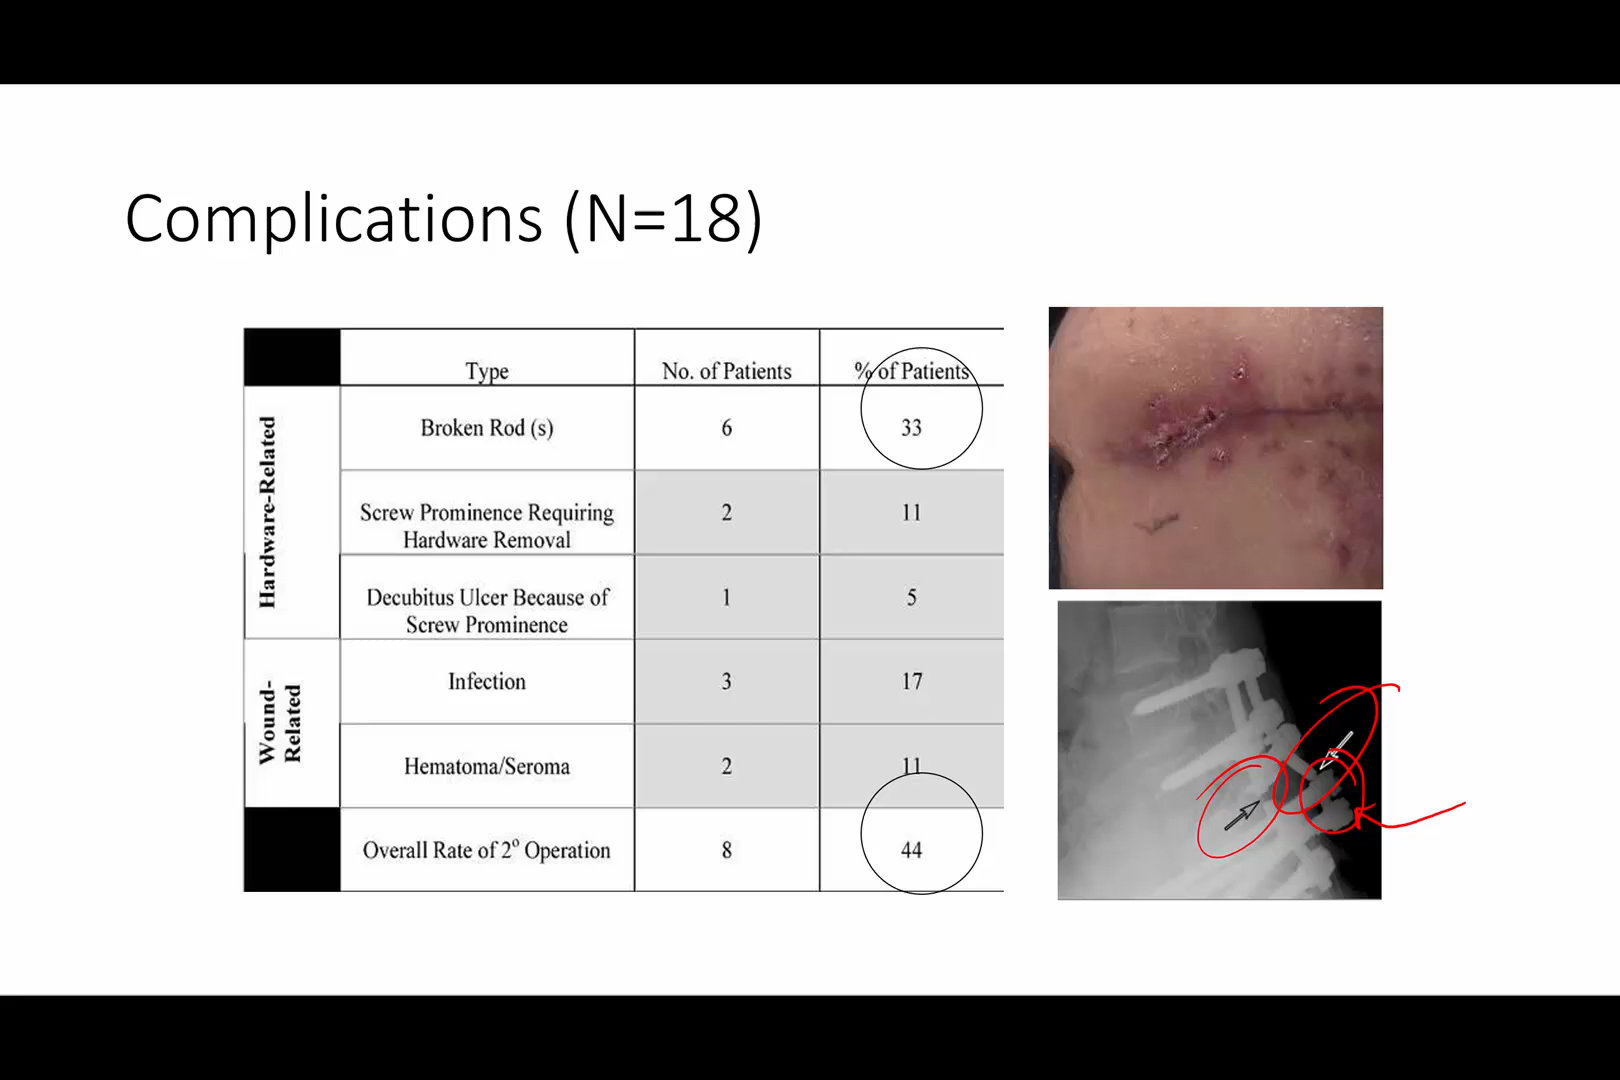 Complications (N=18)
Type No. of Patients % of Patients
Hardware-Related
Broken Rod (s) 6 33
Screw Prominence Requiring
Hardware Removal 2 11
Decubitus Ulcer Because of
Screw Prominence 1 5
Wound-
Related
Infection 3 17
Hematoma/Seroma 2 11
Overall Rate of 2º Operation 8 44